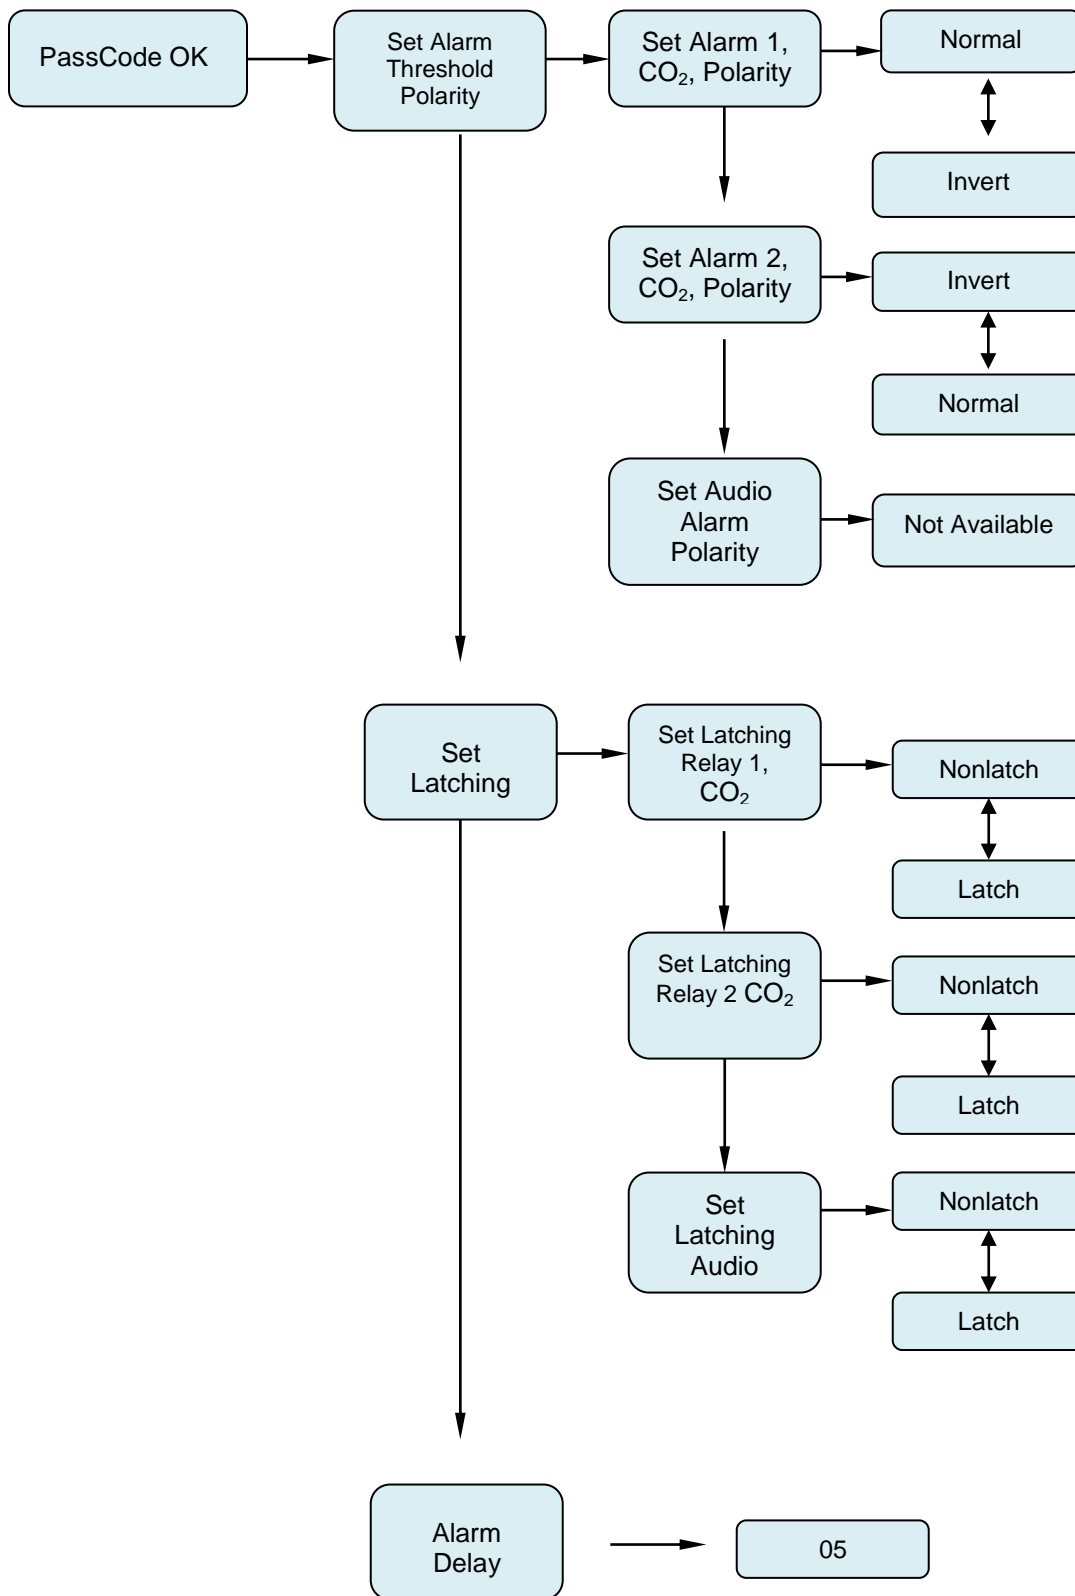 PassCode OK
Set Alarm
Threshold
Polarity
Set Alarm 1,
CO₂, Polarity
Normal
Invert
Set Alarm 2,
CO₂, Polarity
Invert
Normal
Set Audio
Alarm
Polarity
Not Available
Set
Latching
Set Latching
Relay 1,
CO₂
Nonlatch
Latch
Set Latching
Relay 2 CO₂
Nonlatch
Latch
Set
Latching
Audio
Nonlatch
Latch
Alarm
Delay
05